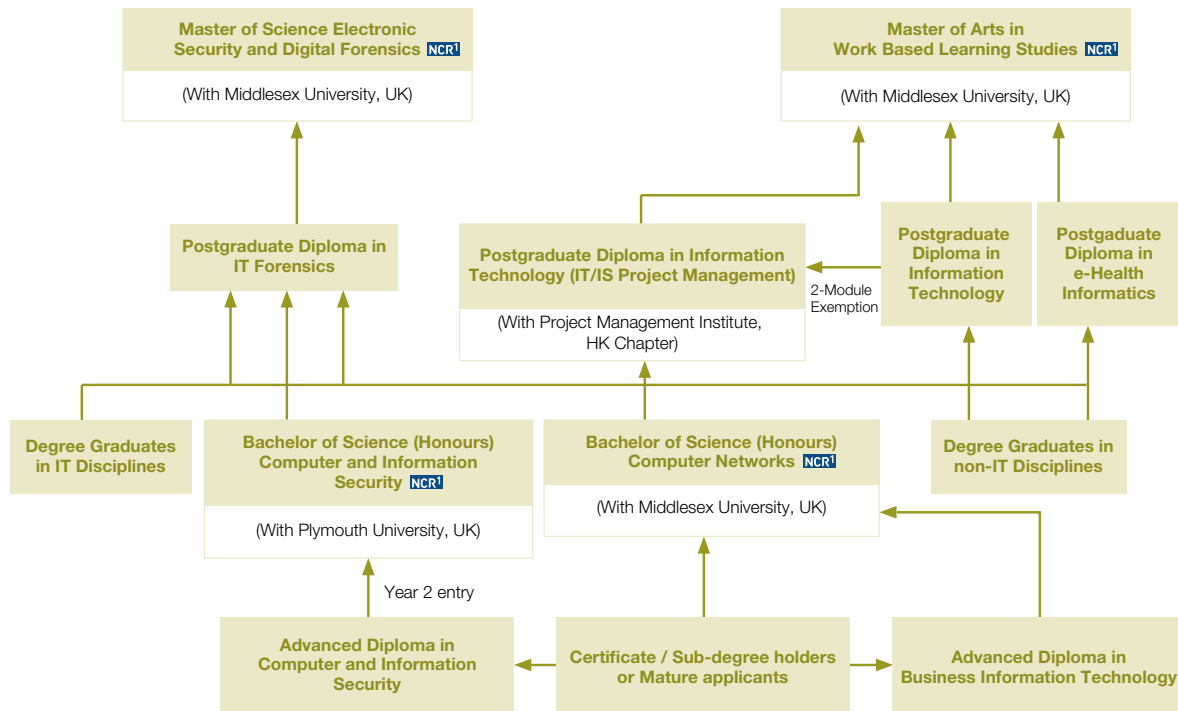 Master of Science Electronic
Security and Digital Forensics NCR1
(With Middlesex University, UK)
Master of Arts in
Work Based Learning Studies NCR1
(With Middlesex University, UK)
Postgraduate Diploma in
IT Forensics
Postgraduate Diploma in Information
Technology (IT/IS Project Management)
(With Project Management Institute,
HK Chapter)
2-Module
Exemption
Postgraduate
Diploma in
Information
Technology
Postgaduate
Diploma in
e-Health
Informatics
Degree Graduates
in IT Disciplines
Bachelor of Science (Honours)
Computer and Information
Security NCR1
(With Plymouth University, UK)
Bachelor of Science (Honours)
Computer Networks NCR1
(With Middlesex University, UK)
Degree Graduates in
non-IT Disciplines
Year 2 entry
Advanced Diploma in
Computer and Information
Security
Certificate / Sub-degree holders
or Mature applicants
Advanced Diploma in
Business Information Technology